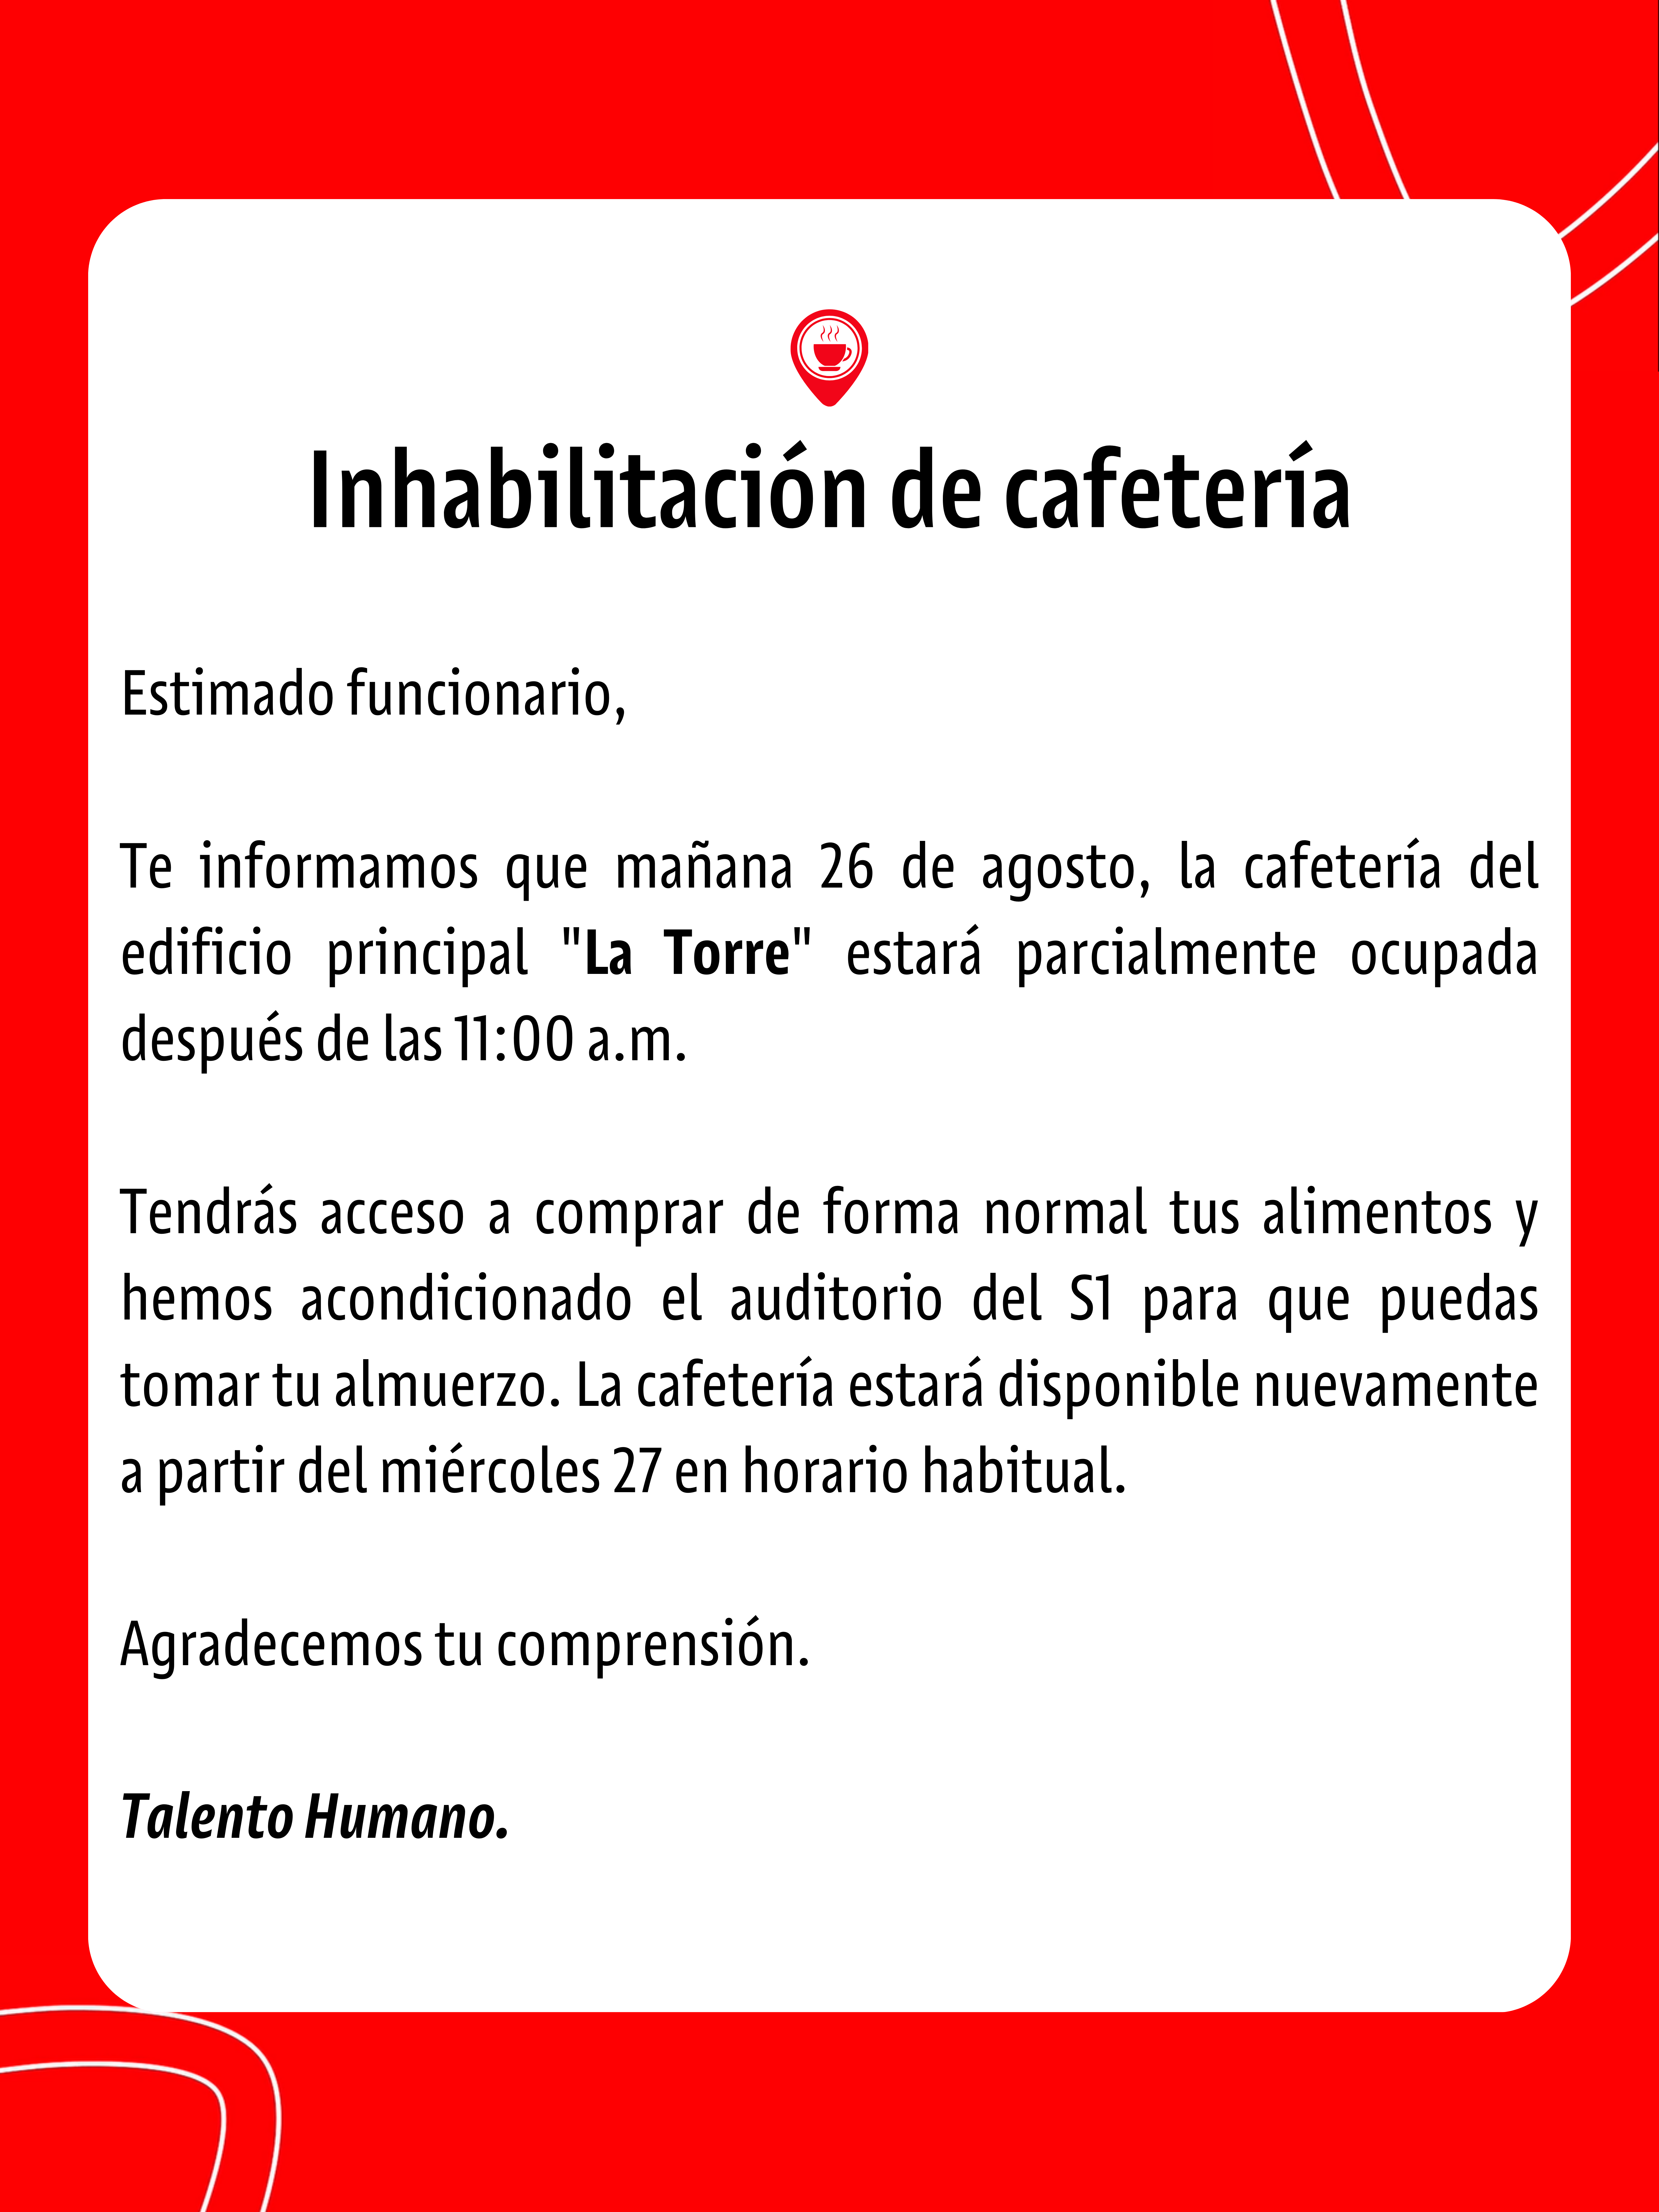 Inhabilitación de cafetería
Estimado funcionario,
Te informamos que mañana 26 de agosto, la cafetería del
edificio principal "La Torre" estará parcialmente ocupada
después de las 11:00 a.m.
Tendrás acceso a comprar de forma normal tus alimentos y
hemos acondicionado el auditorio del S1 para que puedas
tomar tu almuerzo. La cafetería estará disponible nuevamente
a partir del miércoles 27 en horario habitual.
Agradecemos tu comprensión.
Talento Humano.